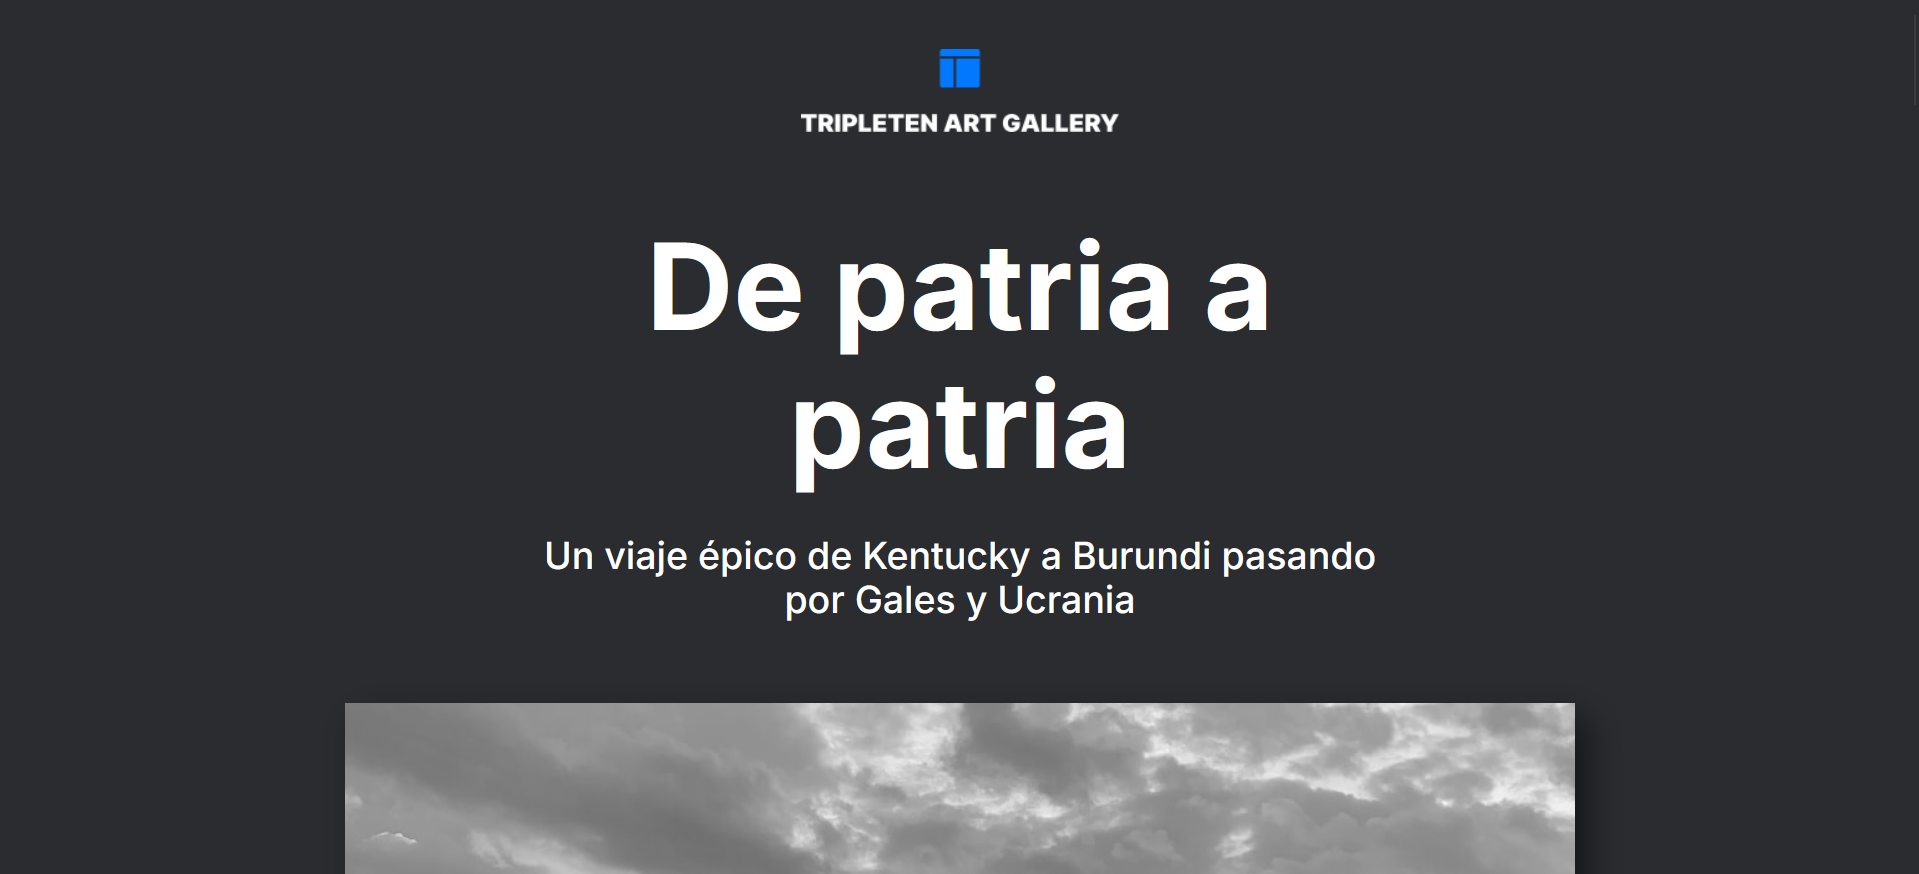 TRIPLETEN ART GALLERY
De patria a
patria
Un viaje épico de Kentucky a Burundi pasando
por Gales y Ucrania